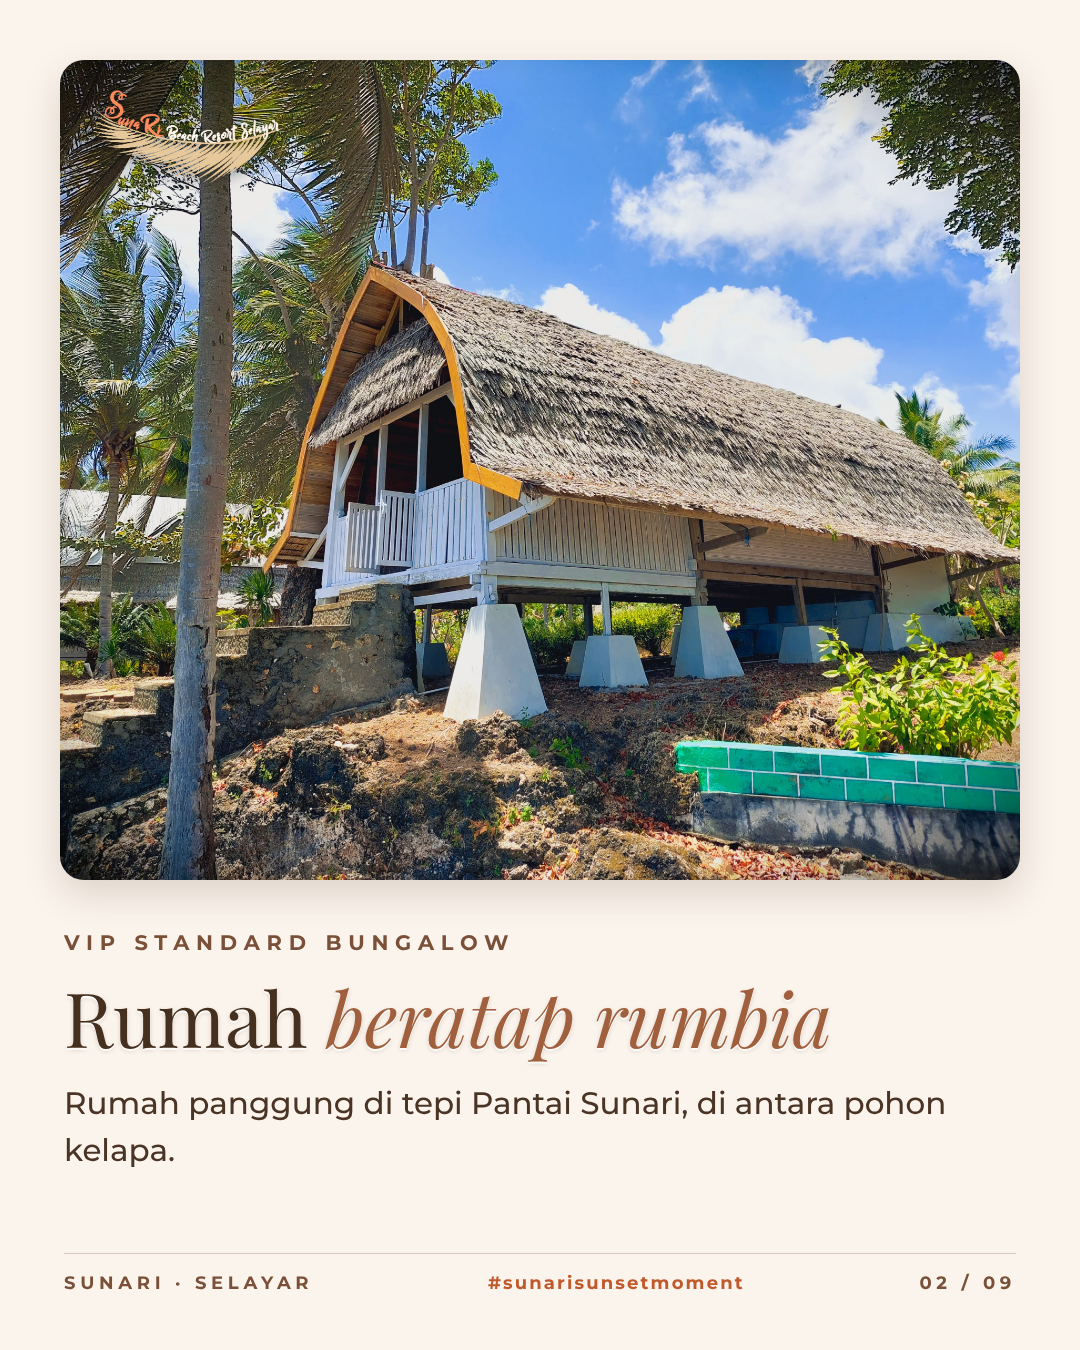 SunaRi Beach Resort Selayar
VIP STANDARD BUNGALOW
Rumah beratap rumbia
Rumah panggung di tepi Pantai Sunari, di antara pohon
kelapa.
SUNARI · SELAYAR
#sunarisunsetmoment
02 / 09